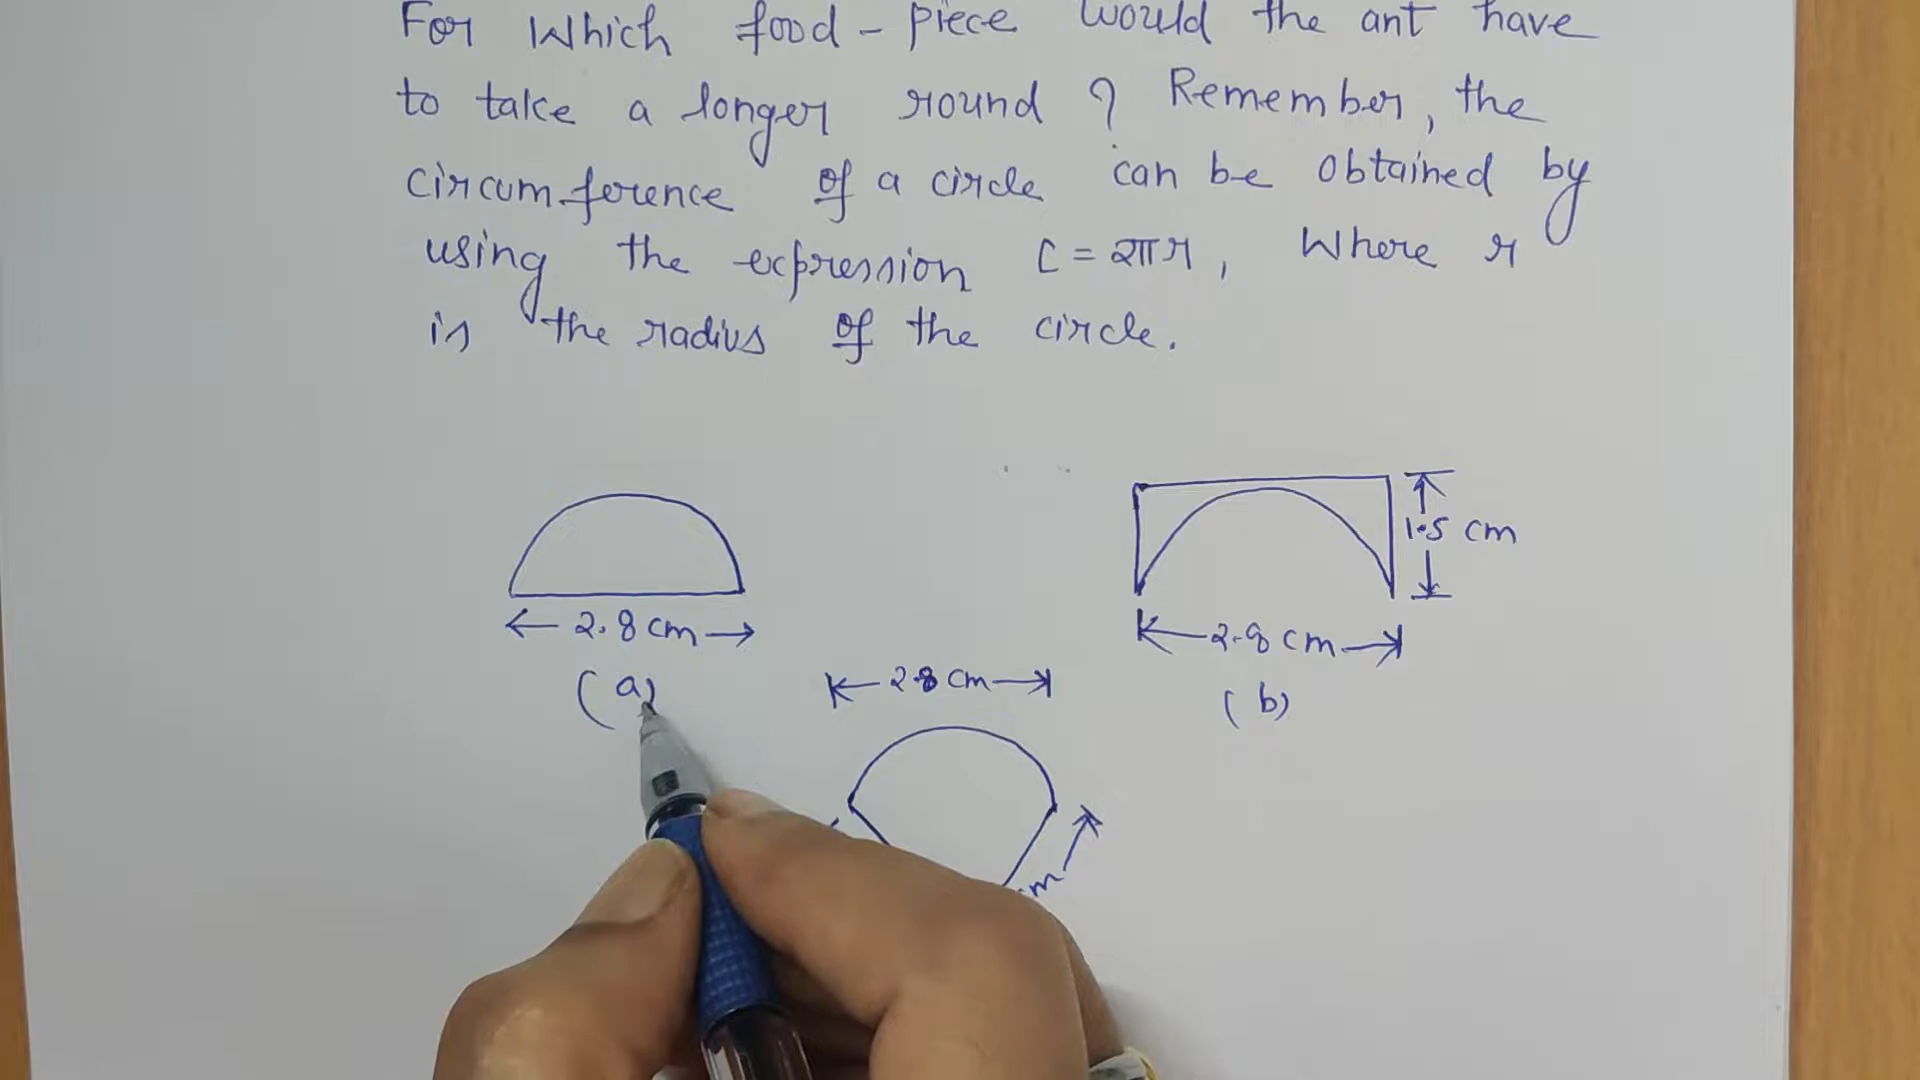 For Which food-piece would the ant have
to take a longer round ? Remember, the
circumference of a circle can be obtained by
using the expression C = 2πr, Where r
is the radius of the circle.
1.5 cm
2.8 cm
2.8 cm
(a)
2.8 cm
(b)
cm